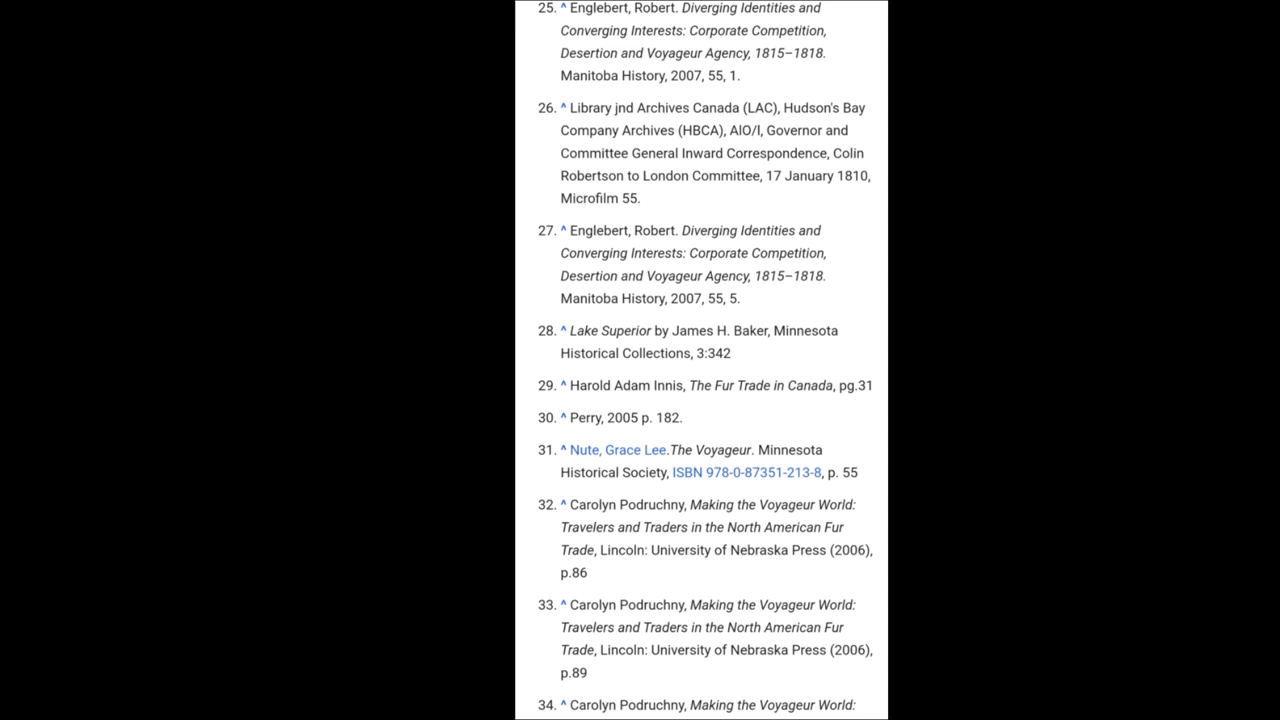 25. ^ Englebert, Robert. Diverging Identities and
Converging Interests: Corporate Competition,
Desertion and Voyageur Agency, 1815–1818.
Manitoba History, 2007, 55, 1.
26. ^ Library jnd Archives Canada (LAC), Hudson's Bay
Company Archives (HBCA), AlO/l, Governor and
Committee General Inward Correspondence, Colin
Robertson to London Committee, 17 January 1810,
Microfilm 55.
27. ^ Englebert, Robert. Diverging Identities and
Converging Interests: Corporate Competition,
Desertion and Voyageur Agency, 1815–1818.
Manitoba History, 2007, 55, 5.
28. ^ Lake Superior by James H. Baker, Minnesota
Historical Collections, 3:342
29. ^ Harold Adam Innis, The Fur Trade in Canada, pg.31
30. ^ Perry, 2005 p. 182.
31. ^ Nute, Grace Lee.The Voyageur. Minnesota
Historical Society, ISBN 978-0-87351-213-8, p. 55
32. ^ Carolyn Podruchny, Making the Voyageur World:
Travelers and Traders in the North American Fur
Trade, Lincoln: University of Nebraska Press (2006),
p.86
33. ^ Carolyn Podruchny, Making the Voyageur World:
Travelers and Traders in the North American Fur
Trade, Lincoln: University of Nebraska Press (2006),
p.89
34. ^ Carolyn Podruchny, Making the Voyageur World: